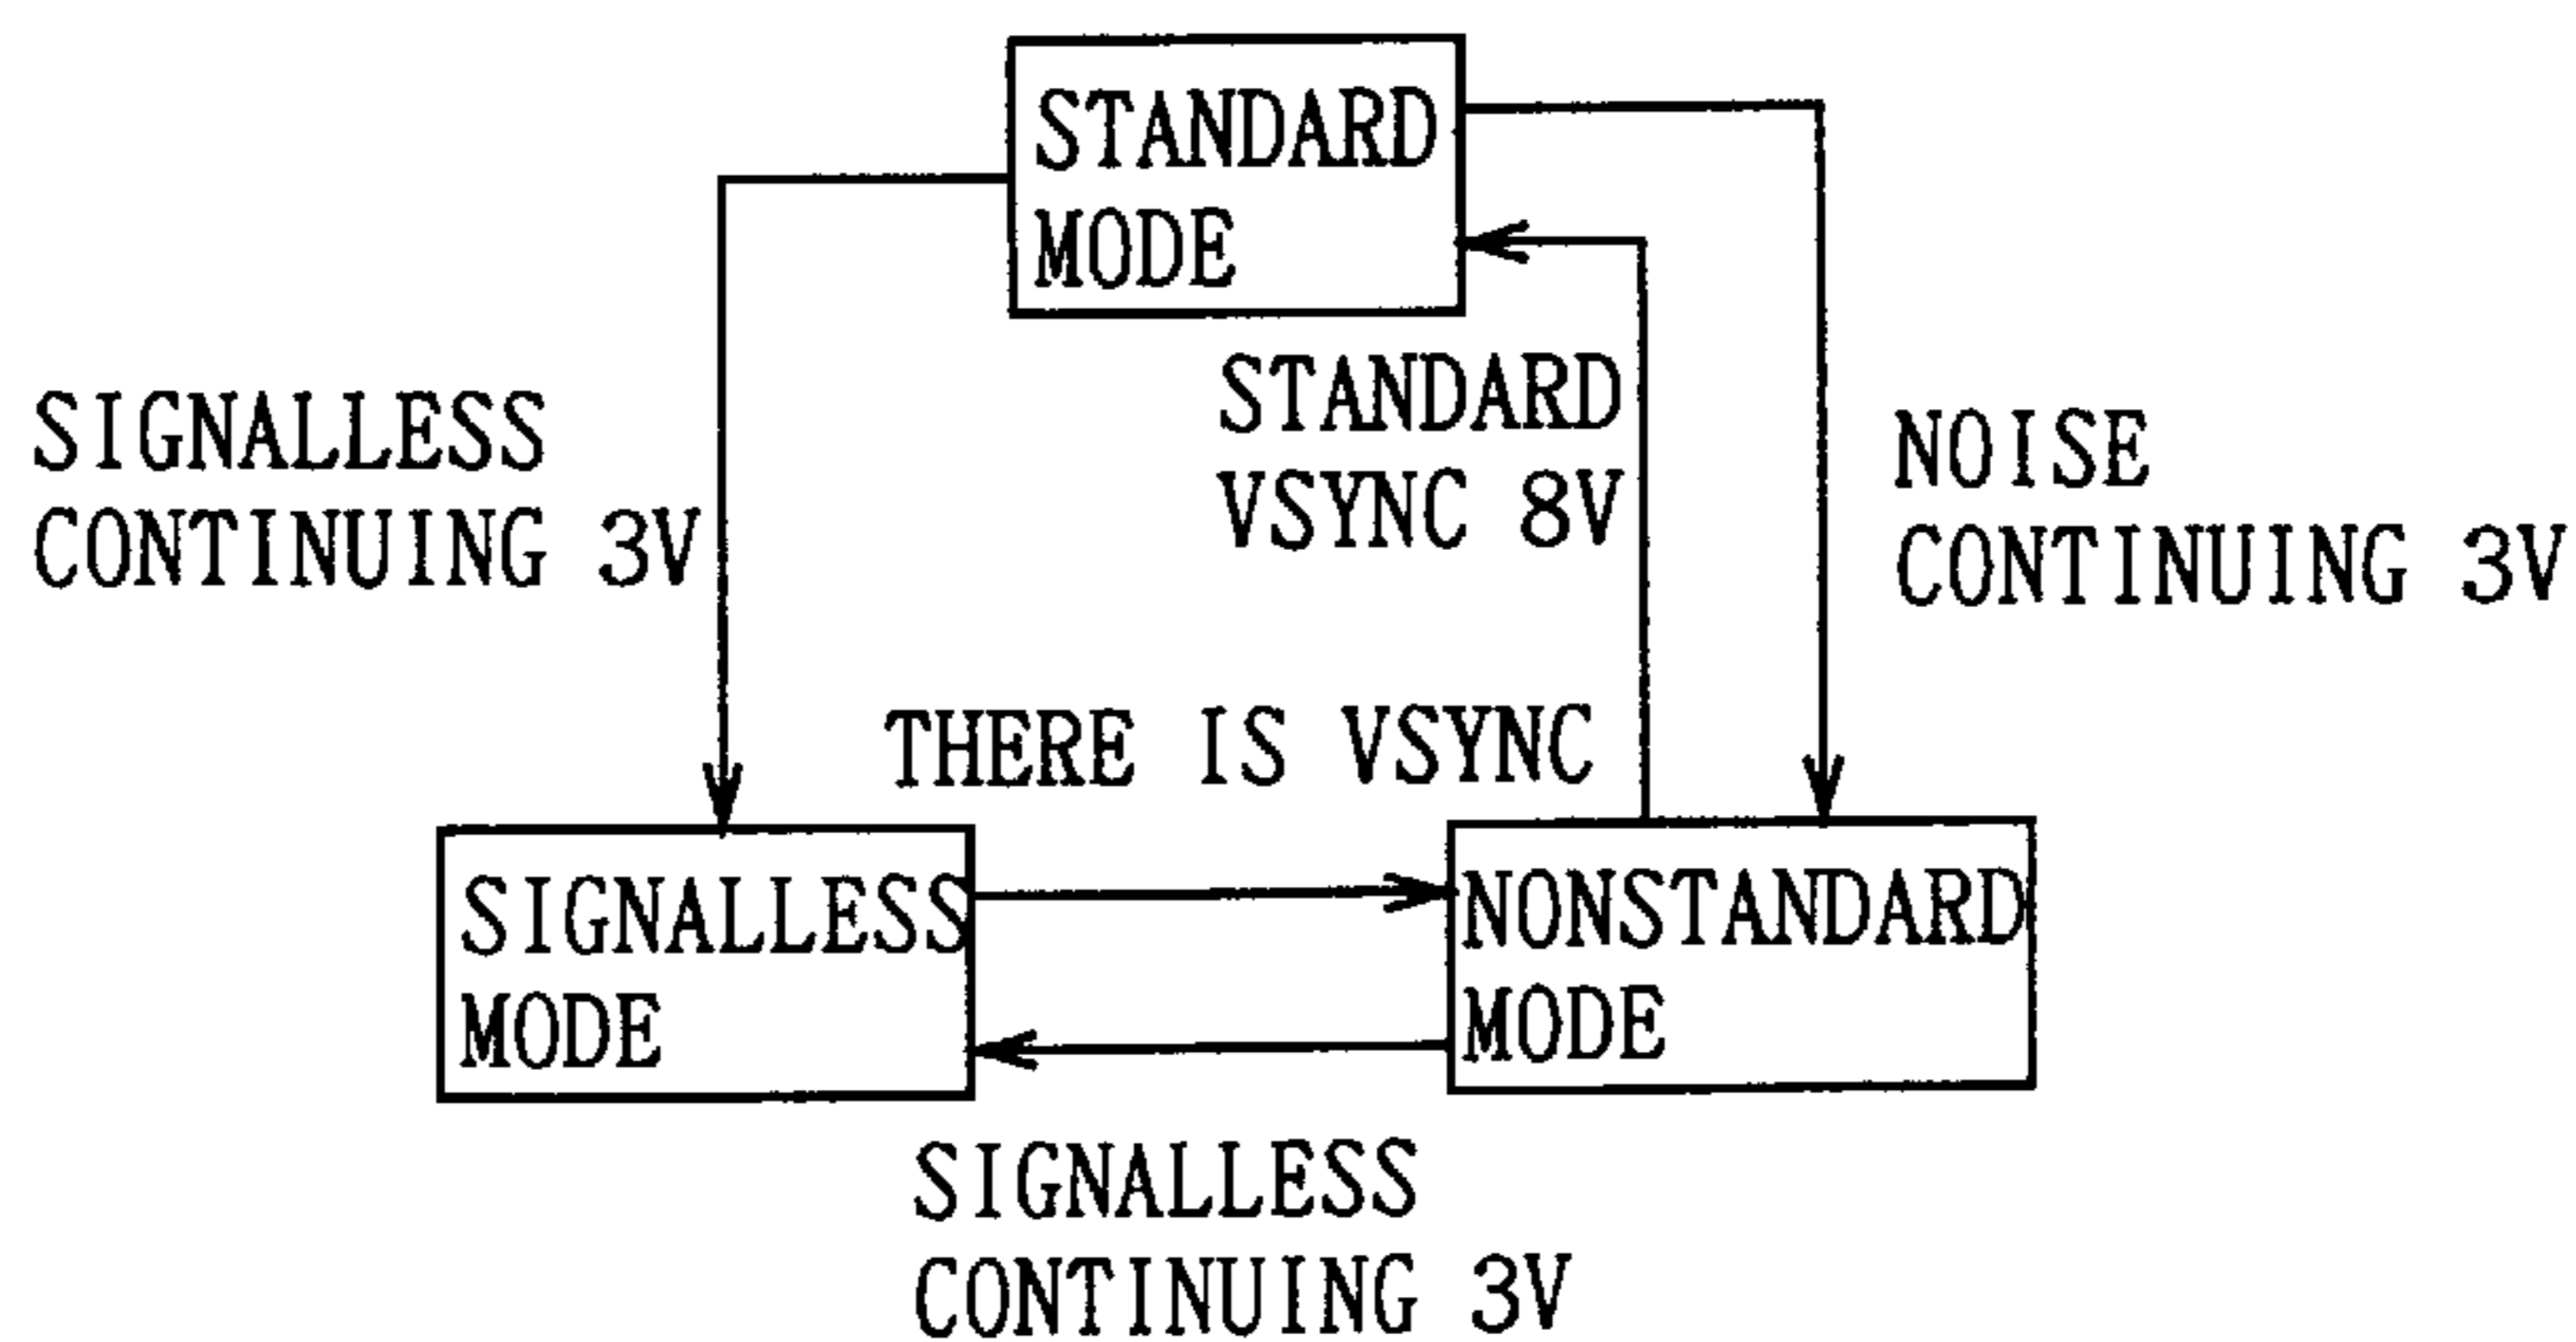 STANDARD
MODE
SIGNALLESS
CONTINUING 3V
STANDARD
VSYNC 8V
NOISE
CONTINUING 3V
THERE IS VSYNC
SIGNALLESS
MODE
NONSTANDARD
MODE
SIGNALLESS
CONTINUING 3V